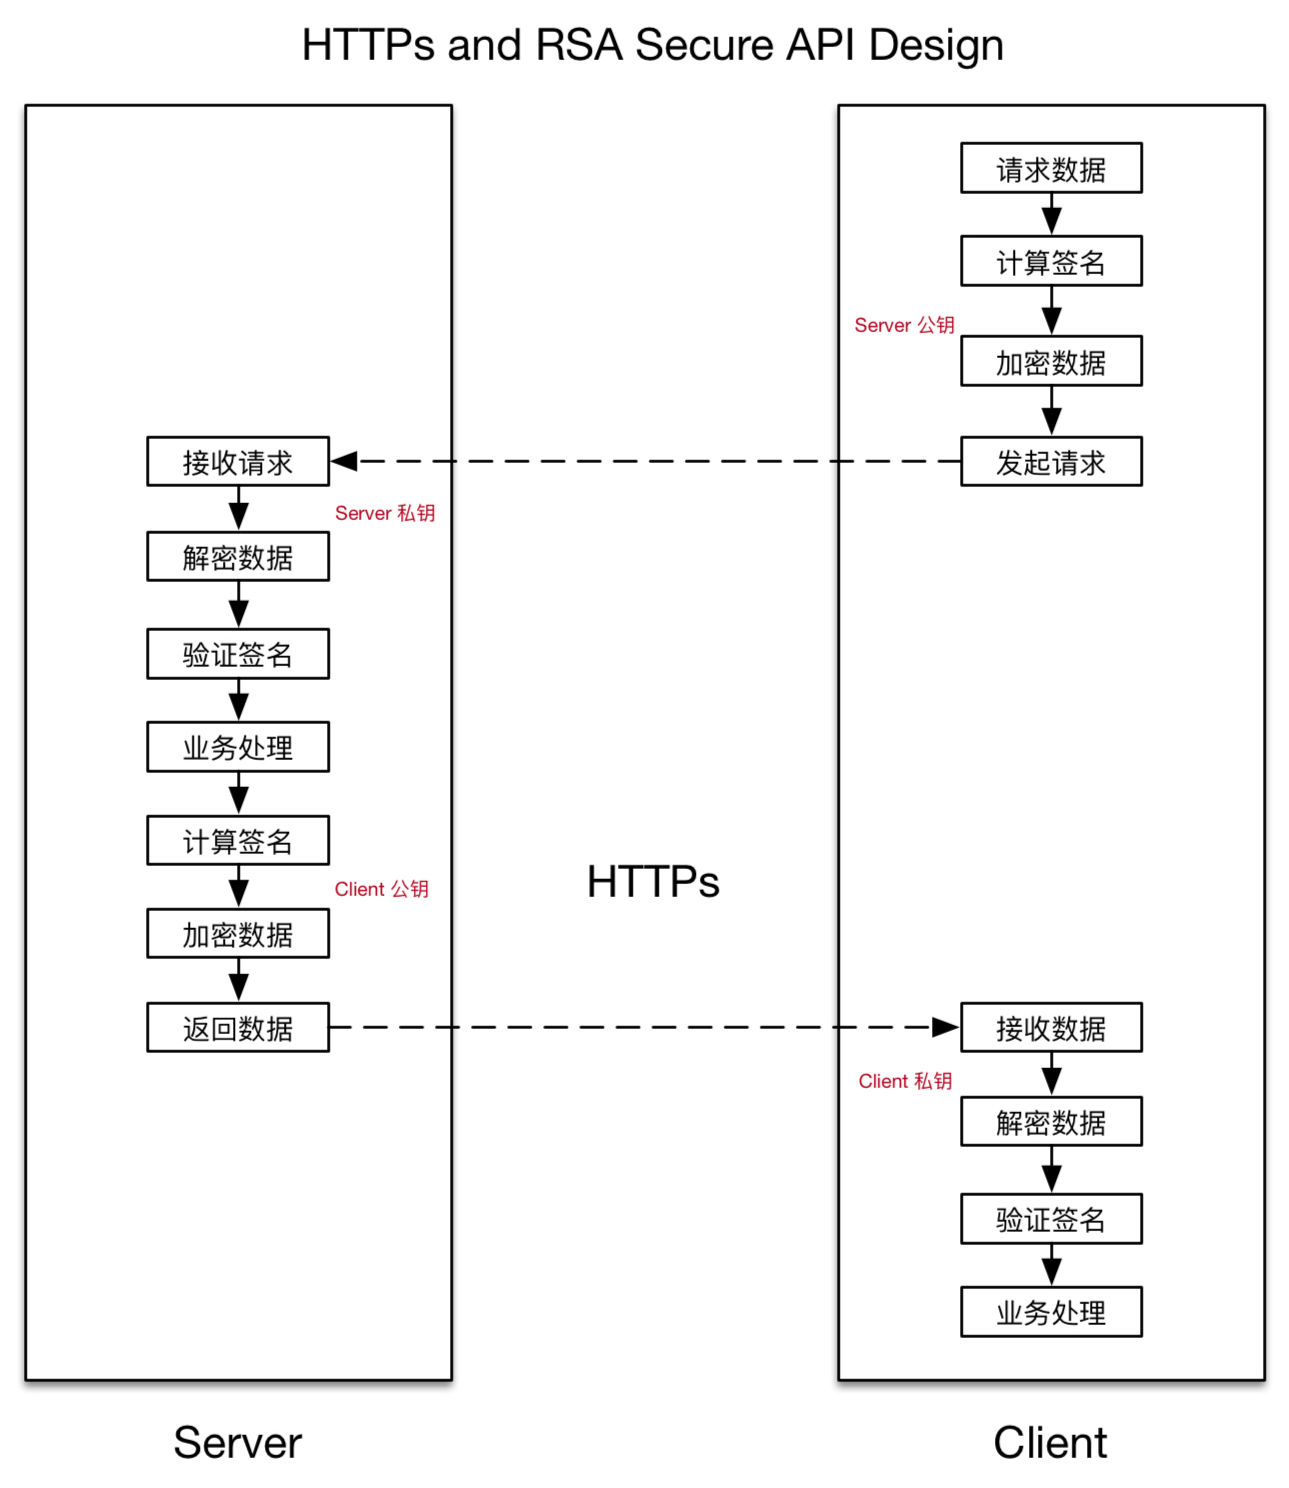 HTTPs and RSA Secure API Design
请求数据
计算签名
Server 公钥
加密数据
发起请求
接收请求
Server 私钥
解密数据
验证签名
业务处理
计算签名
Client 公钥
加密数据
返回数据
HTTPs
接收数据
Client 私钥
解密数据
验证签名
业务处理
Server
Client